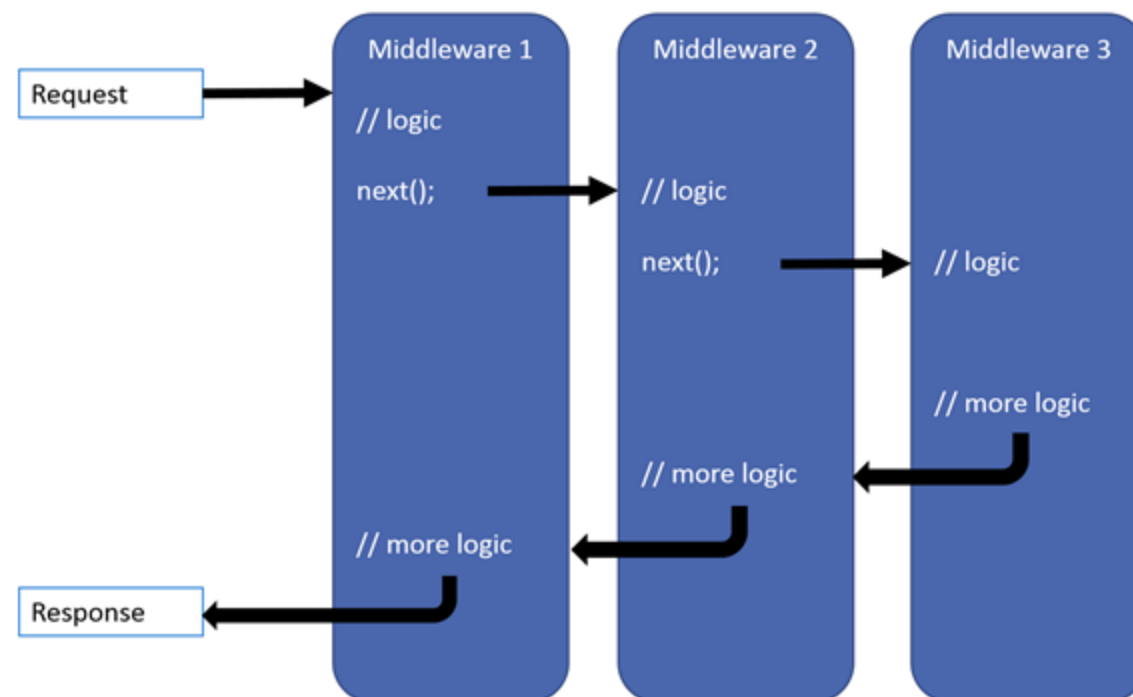 Request
Middleware 1
// logic
next();
// more logic
Middleware 2
// logic
next();
// more logic
Middleware 3
// logic
// more logic
Response